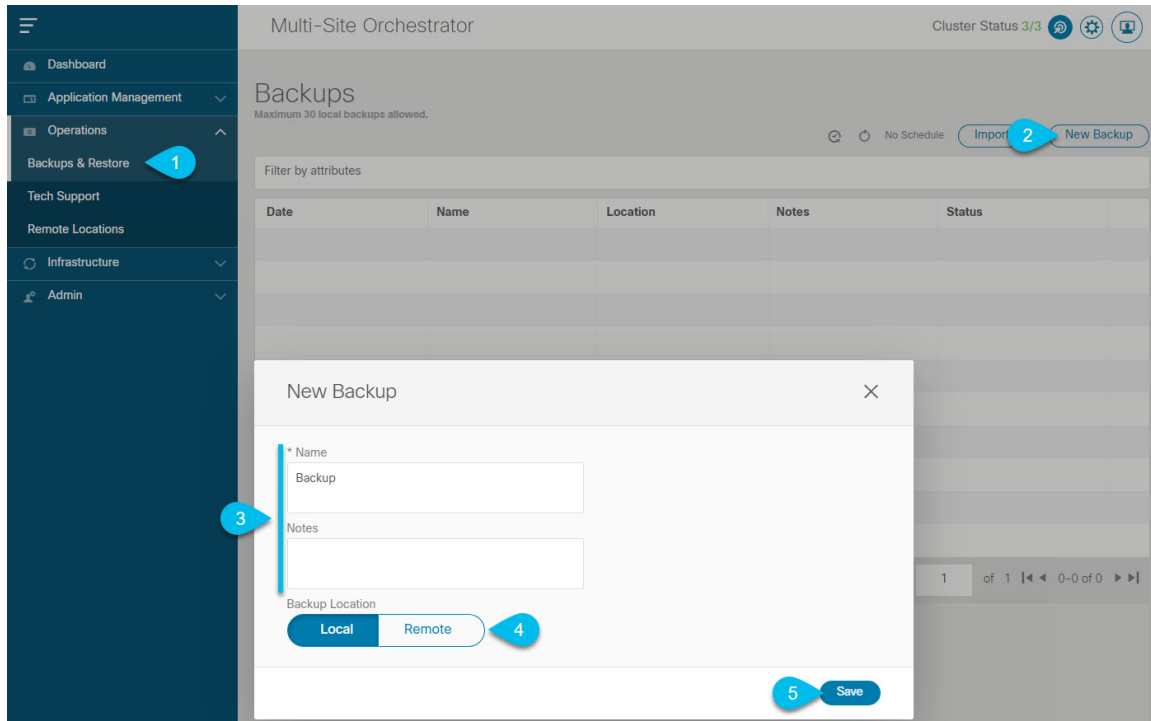 Multi-Site Orchestrator
Cluster Status 3/3
Dashboard
Application Management
Operations
Backups & Restore
1
Tech Support
Remote Locations
Infrastructure
Admin
Backups
Maximum 30 local backups allowed.
No Schedule
Import
2
New Backup
Filter by attributes
Date Name Location Notes Status
New Backup
* Name
Backup
3
Notes
Backup Location
Local Remote
4
1 of 1 0-0 of 0
5
Save